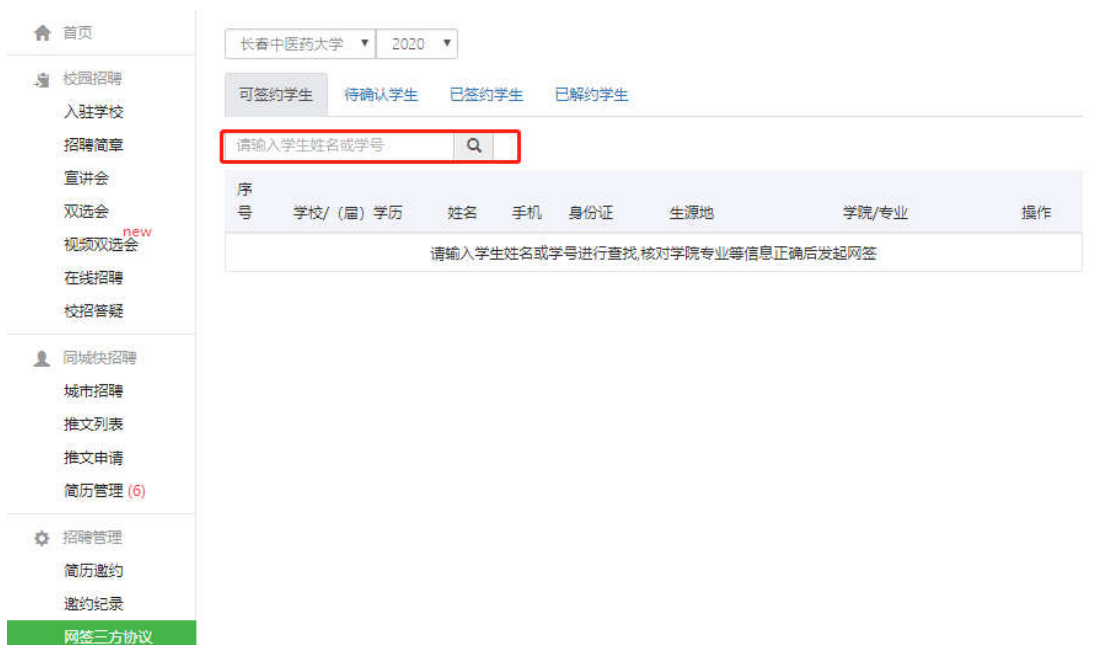 首页
校园招聘
入驻学校
招聘简章
宣讲会
双选会
视频双选会 new
在线招聘
校招答疑
同城快招聘
城市招聘
推文列表
推文申请
简历管理 (6)
招聘管理
简历邀约
邀约纪录
网签三方协议
长春中医药大学 2020
可签约学生 待确认学生 已签约学生 已解约学生
请输入学生姓名或学号
序号 学校/（届）学历 姓名 手机 身份证 生源地 学院/专业 操作
请输入学生姓名或学号进行查找,核对学院专业等信息正确后发起网签